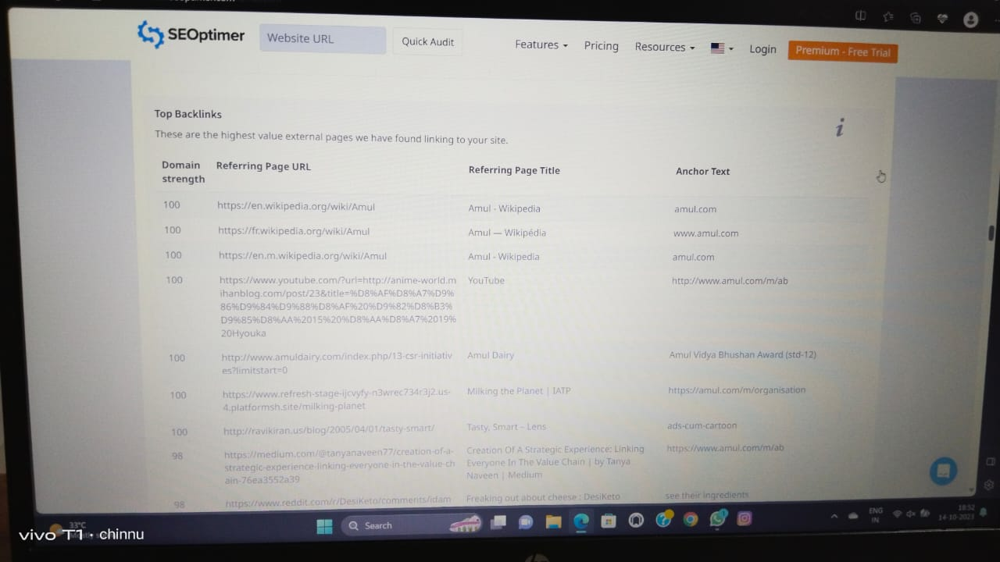 SEOptimer
Website URL
Quick Audit
Features
Pricing
Resources
Login
Premium - Free Trial
Top Backlinks
These are the highest value external pages we have found linking to your site.
i
Domain strength
Referring Page URL
Referring Page Title
Anchor Text
100
https://en.wikipedia.org/wiki/Amul
Amul - Wikipedia
amul.com
100
https://fr.wikipedia.org/wiki/Amul
Amul — Wikipédia
www.amul.com
100
https://en.m.wikipedia.org/wiki/Amul
Amul - Wikipedia
amul.com
100
https://www.youtube.com/?url=http://anime-world.m
ihanblog.com/post/23&title=%D8%AF%D8%A7%D9%
86%D9%84%D9%88%D8%AF%20%D9%82%D8%B3%
D9%85%D8%AA%2015%20%D8%AA%D8%A7%2019%
20Hyouka
YouTube
http://www.amul.com/m/ab
100
http://www.amuldairy.com/index.php/13-csr-initiativ
es?limitstart=0
Amul Dairy
Amul Vidya Bhushan Award (std-12)
100
https://www.refresh-stage-ijcvyfy-n3wrec734r3j2.us-
4.platformsh.site/milking-planet
Milking the Planet | IATP
https://amul.com/m/organisation
100
http://ravikiran.us/blog/2005/04/01/tasty-smart/
Tasty, Smart – Lens
ads-cum-cartoon
98
https://medium.com/@tanyanaveen77/creation-of-a-
strategic-experience-linking-everyone-in-the-value-ch
ain-76ea3552a39
Creation Of A Strategic Experience: Linking
Everyone In The Value Chain | by Tanya
Naveen | Medium
https://www.amul.com/m/ab
98
https://www.reddit.com/r/DesiKeto/comments/idam
Freaking out about cheese : DesiKeto
see their ingredients
33°C
Search
ENG
IN
18:52
14-10-2023
vivo T1 · chinnu